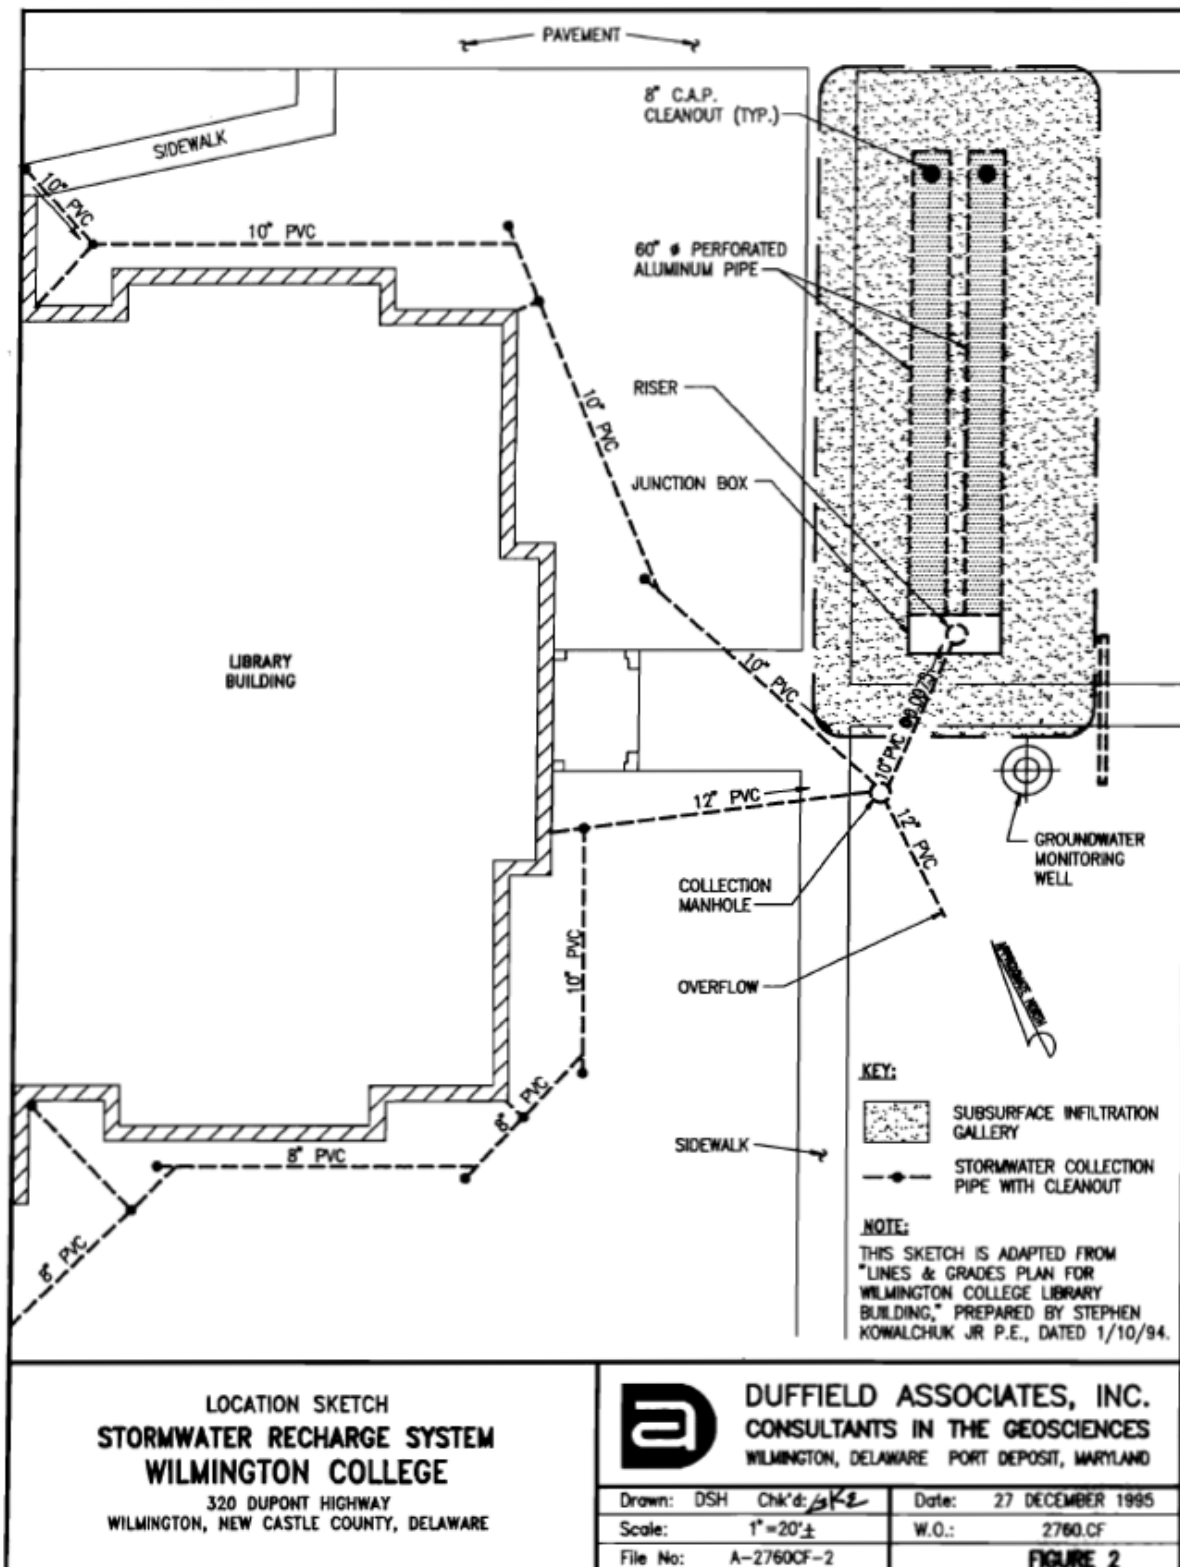 PAVEMENT
8" C.A.P.
CLEANOUT (TYP.)
SIDEWALK
10" PVC
10" PVC
60" ø PERFORATED
ALUMINUM PIPE
RISER
10" PVC
JUNCTION BOX
LIBRARY
BUILDING
10" PVC
10" PVC
12" PVC
12" PVC
GROUNDWATER
MONITORING
WELL
COLLECTION
MANHOLE
10" PVC
OVERFLOW
APPROXIMATE NORTH
KEY:
SUBSURFACE INFILTRATION
GALLERY
8" PVC
8" PVC
SIDEWALK
STORMWATER COLLECTION
PIPE WITH CLEANOUT
8" PVC
NOTE:
THIS SKETCH IS ADAPTED FROM
"LINES & GRADES PLAN FOR
WILMINGTON COLLEGE LIBRARY
BUILDING," PREPARED BY STEPHEN
KOWALCHUK JR P.E., DATED 1/10/94.
LOCATION SKETCH
STORMWATER RECHARGE SYSTEM
WILMINGTON COLLEGE
320 DUPONT HIGHWAY
WILMINGTON, NEW CASTLE COUNTY, DELAWARE
DUFFIELD ASSOCIATES, INC.
CONSULTANTS IN THE GEOSCIENCES
WILMINGTON, DELAWARE PORT DEPOSIT, MARYLAND
Drawn: DSH Chk'd:
Date: 27 DECEMBER 1995
Scale: 1"=20'±
W.O.: 2760.CF
File No: A-2760CF-2
FIGURE 2